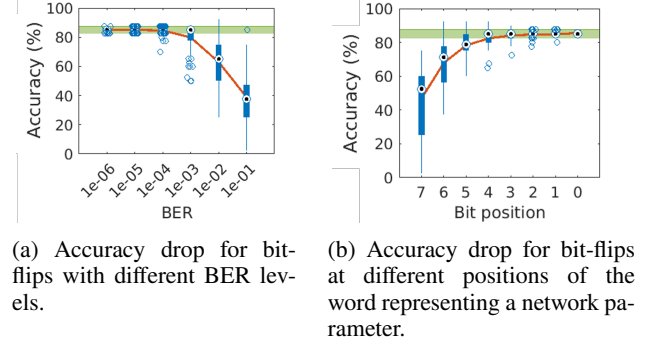 100
80
60
40
20
0
Accuracy (%)
1e-06
1e-05
1e-04
1e-03
1e-02
1e-01
BER
100
80
60
40
20
0
Accuracy (%)
7 6 5 4 3 2 1 0
Bit position
(a) Accuracy drop for bit-
flips with different BER lev-
els.
(b) Accuracy drop for bit-flips
at different positions of the
word representing a network pa-
rameter.